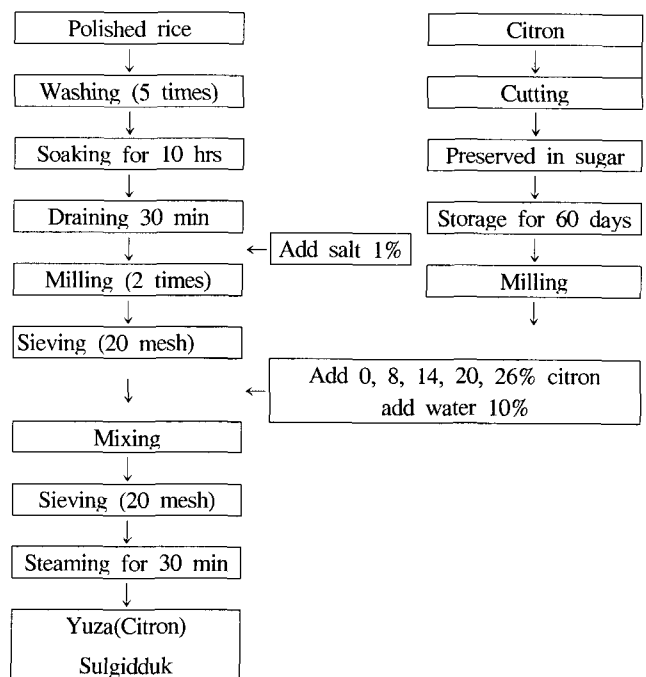 Polished rice
Washing (5 times)
Soaking for 10 hrs
Draining 30 min
Add salt 1%
Milling (2 times)
Sieving (20 mesh)
Citron
Cutting
Preserved in sugar
Storage for 60 days
Milling
Add 0, 8, 14, 20, 26% citron
add water 10%
Mixing
Sieving (20 mesh)
Steaming for 30 min
Yuza(Citron)
Sulgidduk